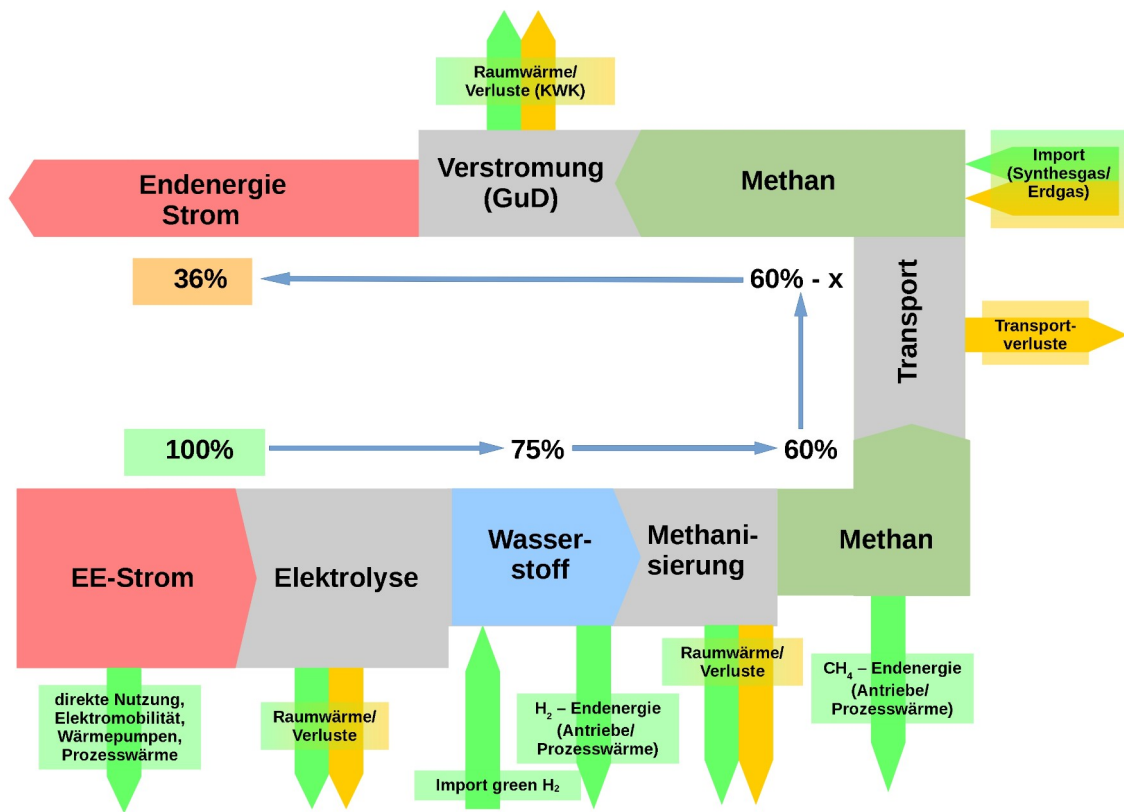 Raumwärme/
Verluste (KWK)
Endenergie
Strom
Verstromung
(GuD)
Methan
Import
(Synthesgas/
Erdgas)
36%
60% - x
Transport
Transport-
verluste
100%
75%
60%
EE-Strom
Elektrolyse
Wasser-
stoff
Methani-
sierung
Methan
direkte Nutzung,
Elektromobilität,
Wärmepumpen,
Prozesswärme
Raumwärme/
Verluste
Import green H₂
H₂ – Endenergie
(Antriebe/
Prozesswärme)
Raumwärme/
Verluste
CH₄ – Endenergie
(Antriebe/
Prozesswärme)